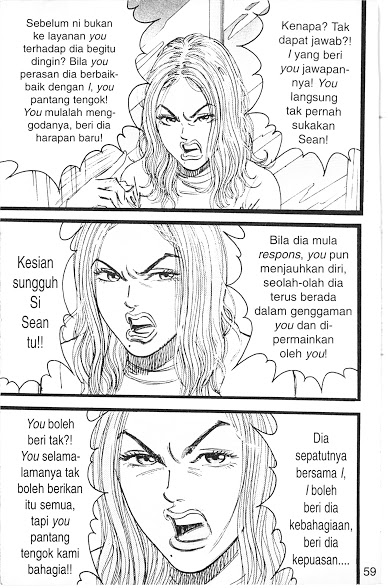 Sebelum ni bukan
ke layanan you
terhadap dia begitu
dingin? Bila you
perasan dia berbaik-
baik dengan I, you
pantang tengok!
You mulalah meng-
godanya, beri dia
harapan baru!
Kenapa? Tak
dapat jawab?!
I yang beri
you jawapan-
nya! You
langsung
tak pernah
sukakan
Sean!
Kesian
sungguh
Si
Sean
tu!!
Bila dia mula
respons, you pun
menjauhkan diri,
seolah-olah dia
terus berada
dalam genggaman
you dan di-
permainkan
oleh you!
You boleh
beri tak?!
You selama-
lamanya tak
boleh berikan
itu semua,
tapi you
pantang
tengok kami
bahagia!!
Dia
sepatutnya
bersama I,
I boleh
beri dia
kebahagiaan,
beri dia
kepuasan....
59